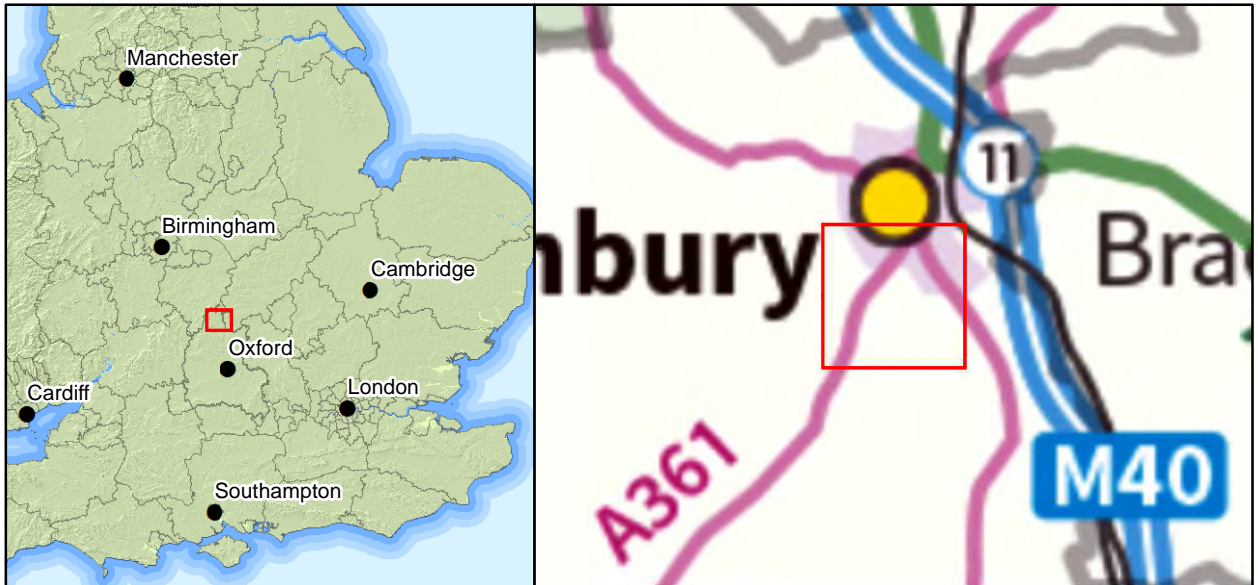 Manchester
Birmingham
Cambridge
Oxford
Cardiff
London
Southampton
11
nbury
Bra
A361
M40